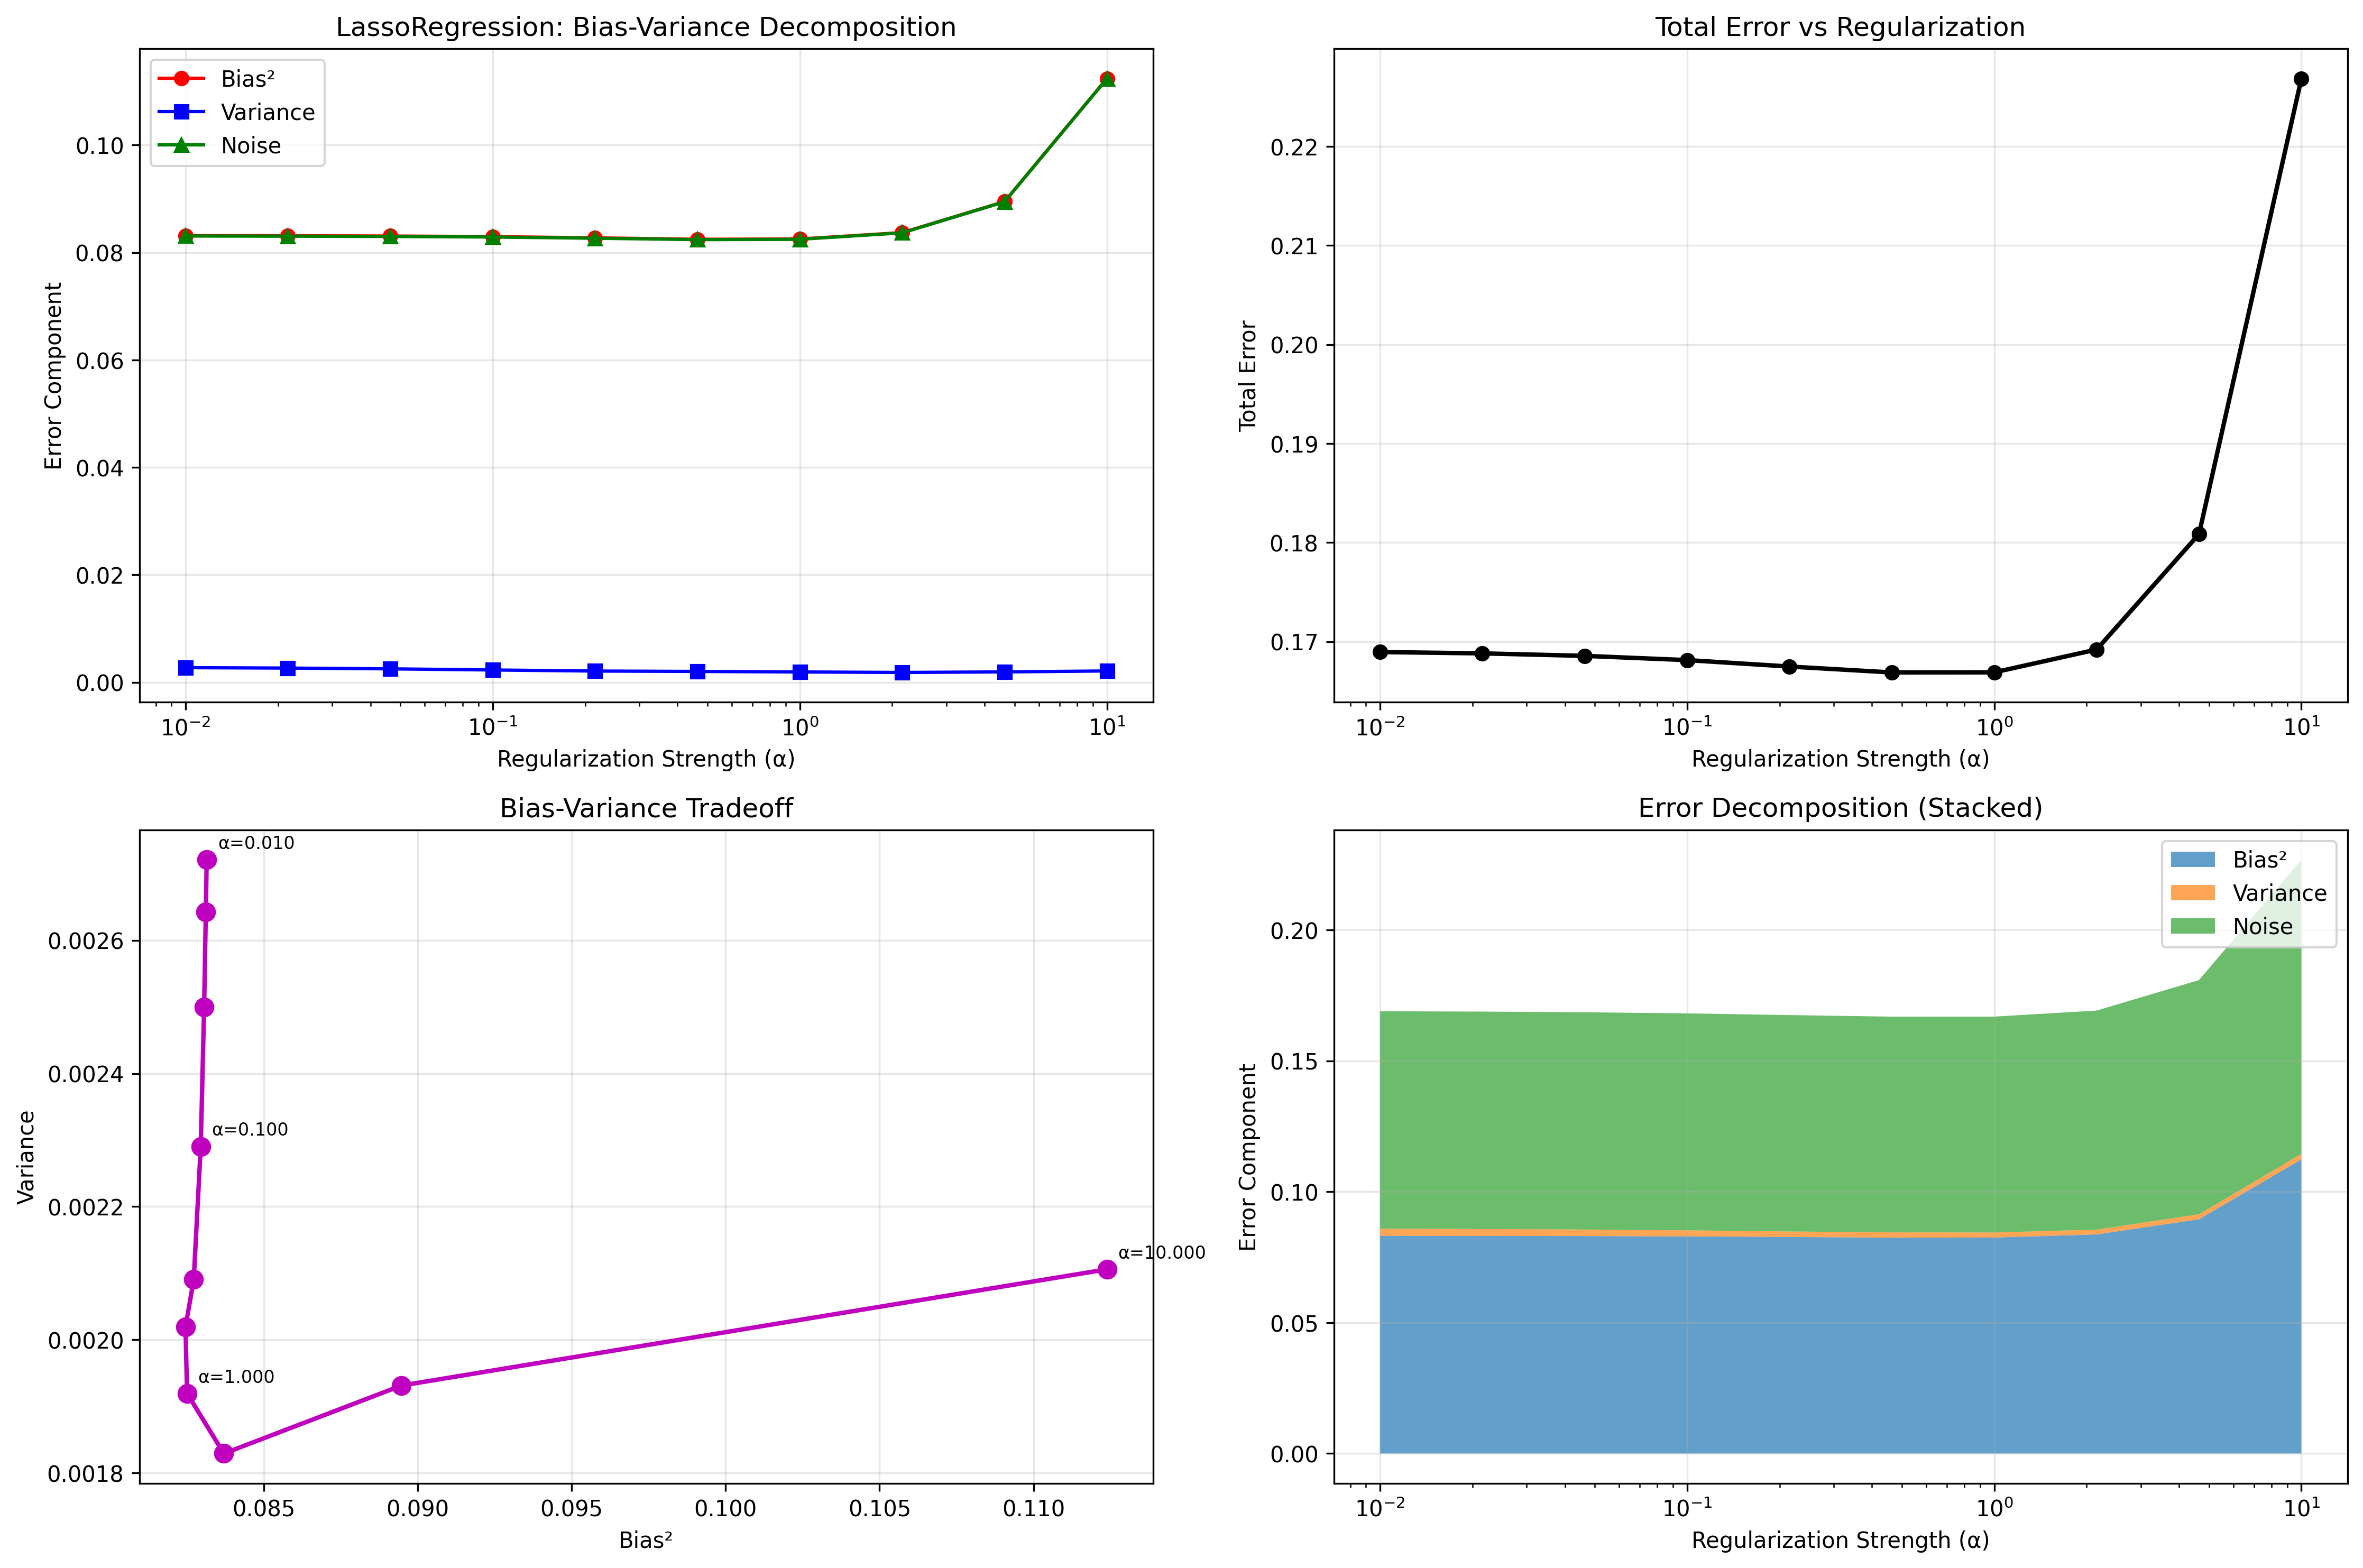 LassoRegression: Bias-Variance Decomposition
Bias²
Variance
Noise
0.10
0.08
0.06
0.04
0.02
0.00
Error Component
10⁻² 10⁻¹ 10⁰ 10¹
Regularization Strength (α)
Total Error vs Regularization
0.22
0.21
0.20
0.19
0.18
0.17
Total Error
10⁻² 10⁻¹ 10⁰ 10¹
Regularization Strength (α)
Bias-Variance Tradeoff
α=0.010
α=0.100
α=1.000
α=10.000
0.0026
0.0024
0.0022
0.0020
0.0018
Variance
0.085 0.090 0.095 0.100 0.105 0.110
Bias²
Error Decomposition (Stacked)
Bias²
Variance
Noise
0.20
0.15
0.10
0.05
0.00
Error Component
10⁻² 10⁻¹ 10⁰ 10¹
Regularization Strength (α)